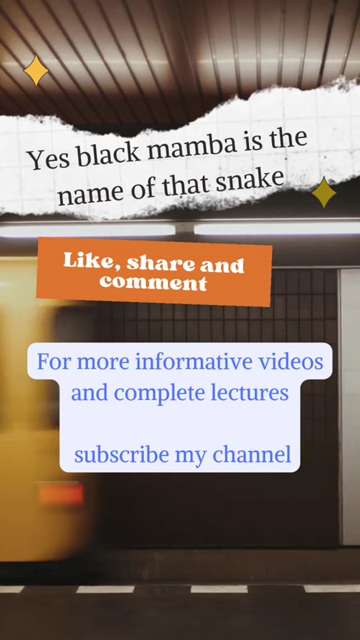 Yes black mamba is the
name of that snake
Like, share and
comment
For more informative videos
and complete lectures
subscribe my channel